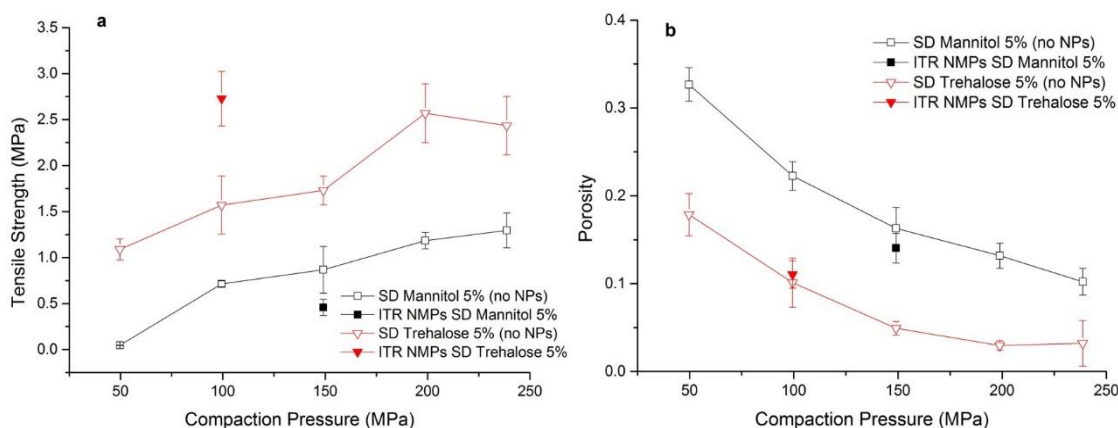 a
3.5
3.0
2.5
2.0
1.5
1.0
0.5
0.0
Tensile Strength (MPa)
SD Mannitol 5% (no NPs)
ITR NMPs SD Mannitol 5%
SD Trehalose 5% (no NPs)
ITR NMPs SD Trehalose 5%
50 100 150 200 250
Compaction Pressure (MPa)
b
0.4
0.3
0.2
0.1
0.0
Porosity
SD Mannitol 5% (no NPs)
ITR NMPs SD Mannitol 5%
SD Trehalose 5% (no NPs)
ITR NMPs SD Trehalose 5%
50 100 150 200 250
Compaction Pressure (MPa)